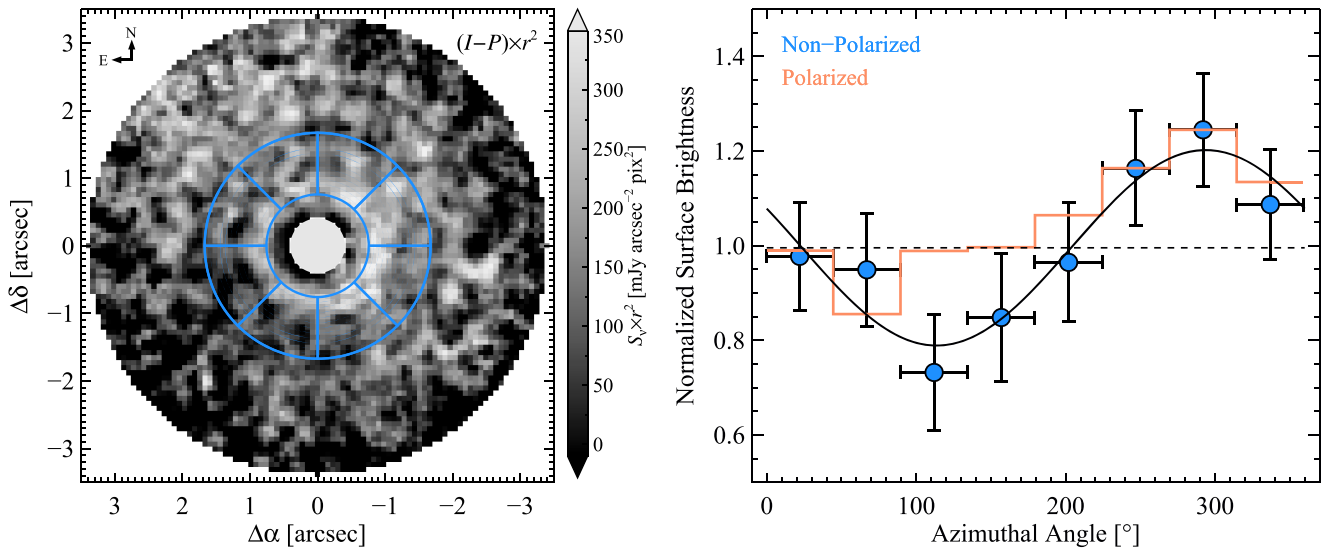 (I−P)×r²
N
E
3
2
1
0
−1
−2
−3
Δδ [arcsec]
3 2 1 0 −1 −2 −3
Δα [arcsec]
350
300
250
200
150
100
50
0
Sᵥ×r² [mJy arcsec⁻² pix²]
Non−Polarized
Polarized
1.4
1.2
1.0
0.8
0.6
Normalized Surface Brightness
0 100 200 300
Azimuthal Angle [°]